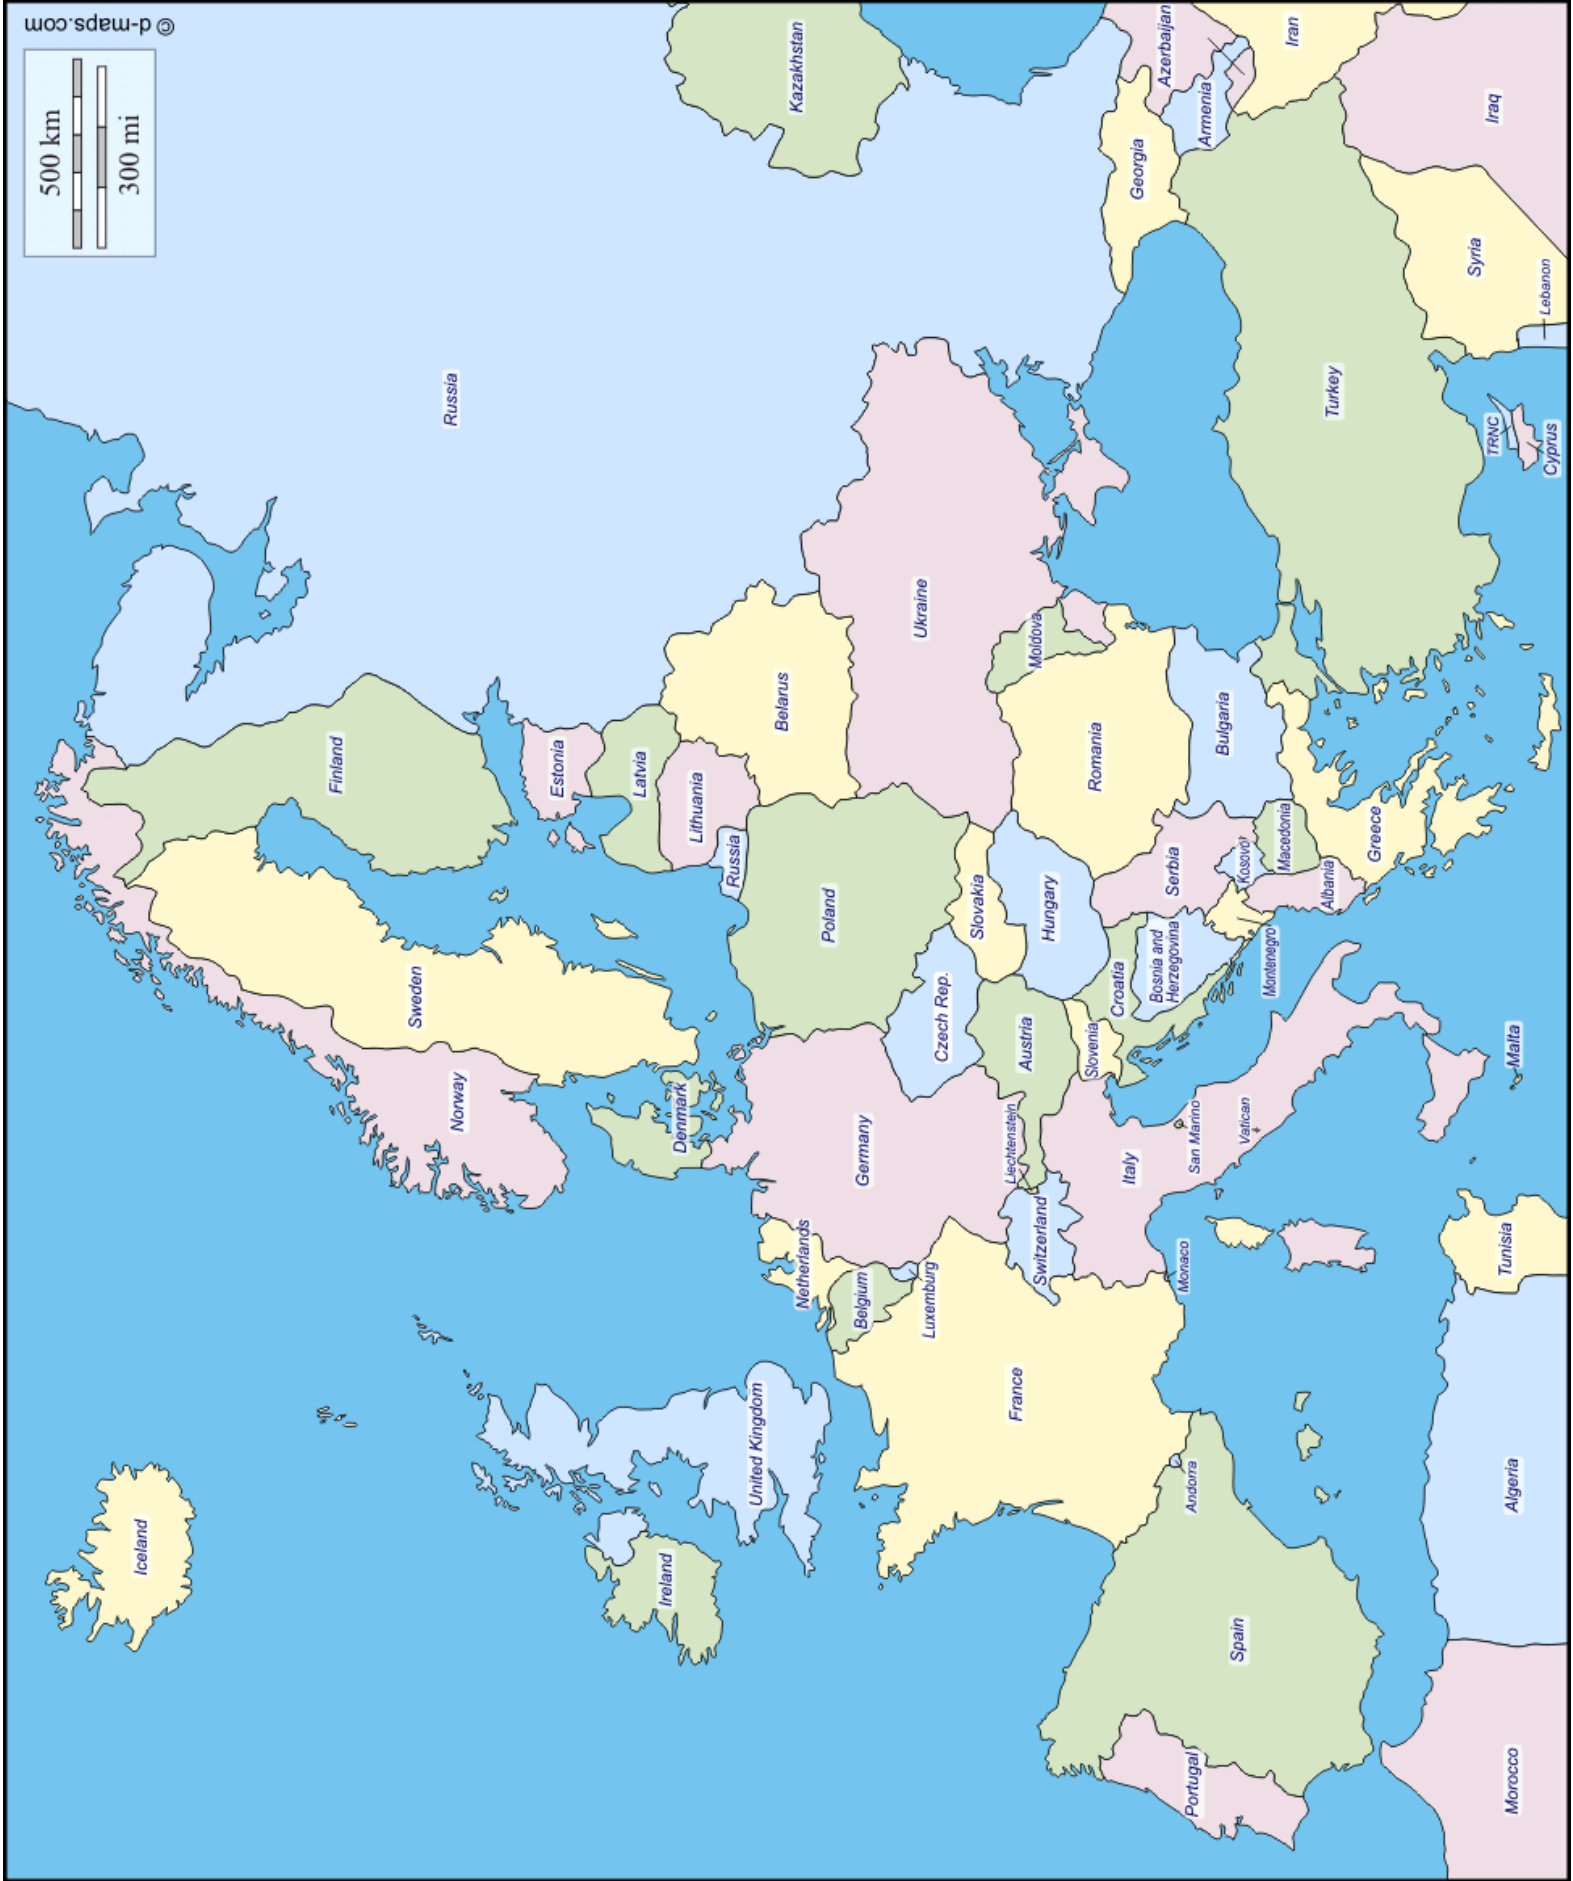 © d-maps.com
500 km
300 mi
Iceland
Norway
Sweden
Finland
Russia
Estonia
Latvia
Lithuania
Russia
Denmark
Ireland
United Kingdom
Netherlands
Belgium
Luxemburg
Germany
Poland
Belarus
Ukraine
Kazakhstan
Czech Rep.
Slovakia
Moldova
France
Switzerland
Liechtenstein
Austria
Hungary
Romania
Slovenia
Croatia
Bosnia and
Herzegovina
Serbia
Kosovo
Montenegro
Bulgaria
Macedonia
Albania
Greece
Italy
San Marino
Vatican
Monaco
Andorra
Spain
Portugal
Malta
Georgia
Armenia
Azerbaijan
Turkey
Iran
Iraq
Syria
Lebanon
TRNC
Cyprus
Tunisia
Algeria
Morocco